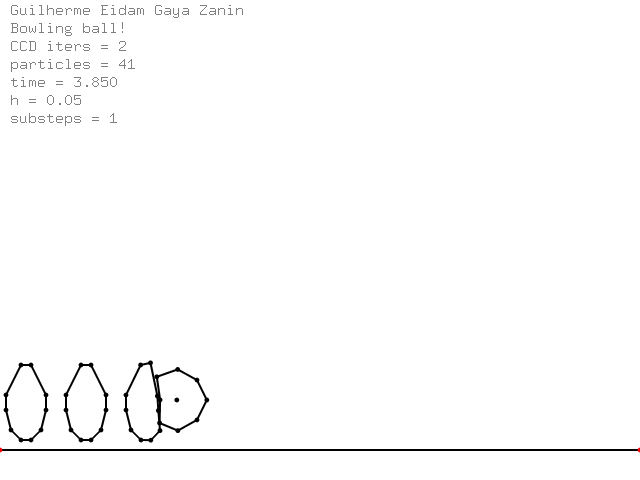 Guilherme Eidam Gaya Zanin
Bowling ball!
CCD iters = 2
particles = 41
time = 3.850
h = 0.05
substeps = 1